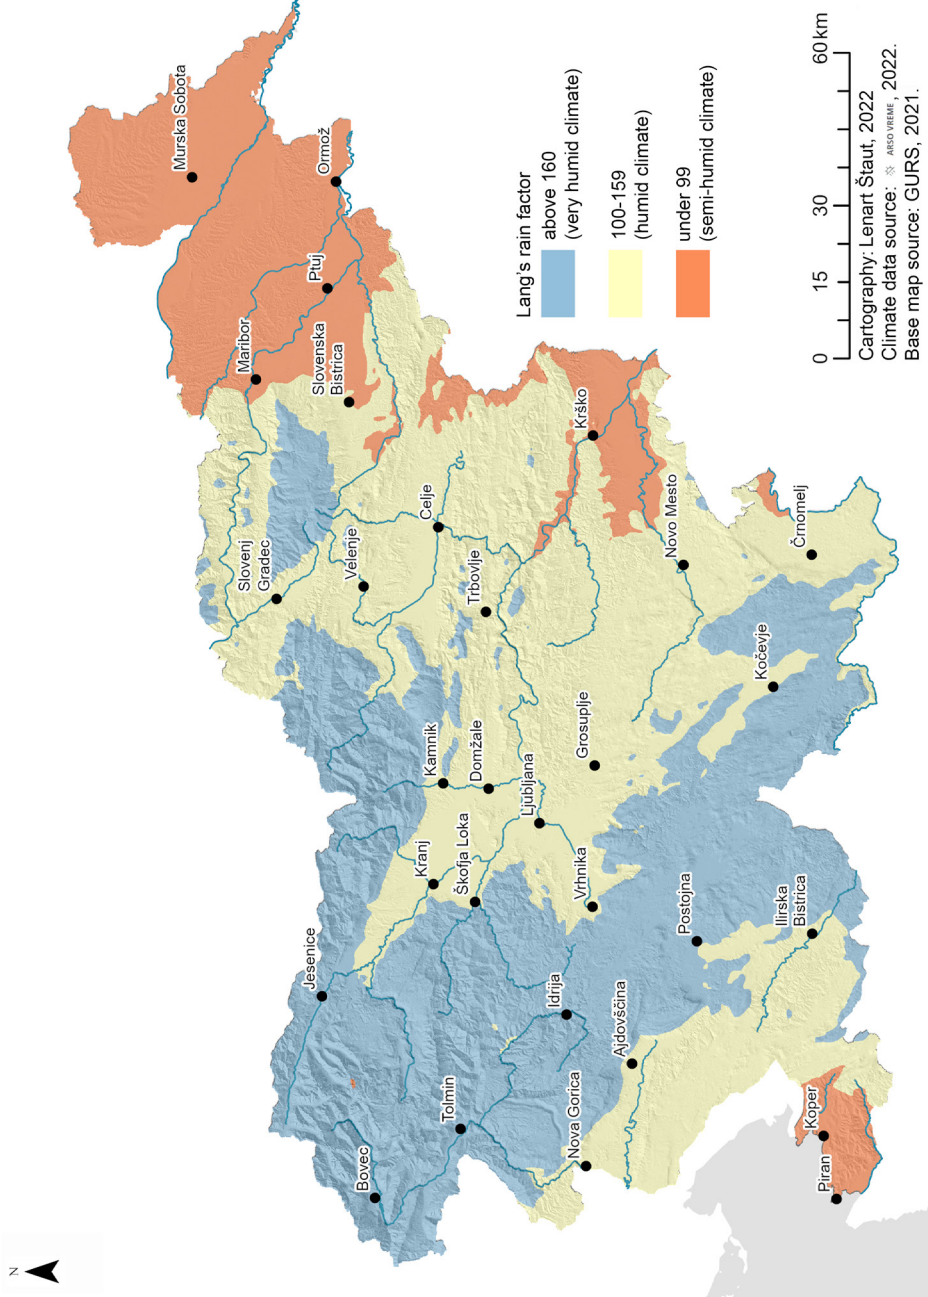 N
Murska Sobota
Ormož
Ptuj
Maribor
Slovenska
Bistrica
Slovenj
Gradec
Velenje
Celje
Trbovlje
Krško
Novo Mesto
Črnomelj
Kočevje
Grosuplje
Kamnik
Domžale
Ljubljana
Kranj
Škofja Loka
Vrhnika
Jesenice
Idrija
Postojna
Ilirska
Bistrica
Ajdovščina
Bovec
Tolmin
Nova Gorica
Koper
Piran
Lang's rain factor
above 160
(very humid climate)
100-159
(humid climate)
under 99
(semi-humid climate)
0 15 30 60 km
Cartography: Lenart Štaut, 2022
Climate data source: ARSO VREME, 2022.
Base map source: GURS, 2021.